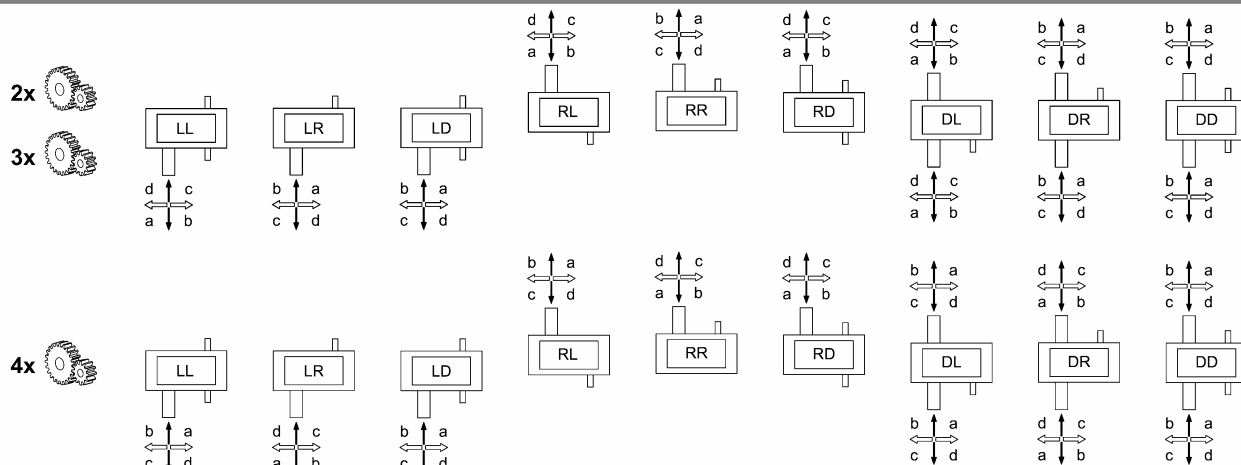 d c b a d c
a b c d a b
d c b a b a
a b c d c d
2x
LL LR LD RL RR RD DL DR DD
3x
d c b a b a d c b a b a
a b c d c d a b c d c d
b a d c d c
c d a b a b
b a d c b a
c d a b c d
4x
LL LR LD RL RR RD DL DR DD
b a d c b a b a d c b a
c d a b c d c d a b c d